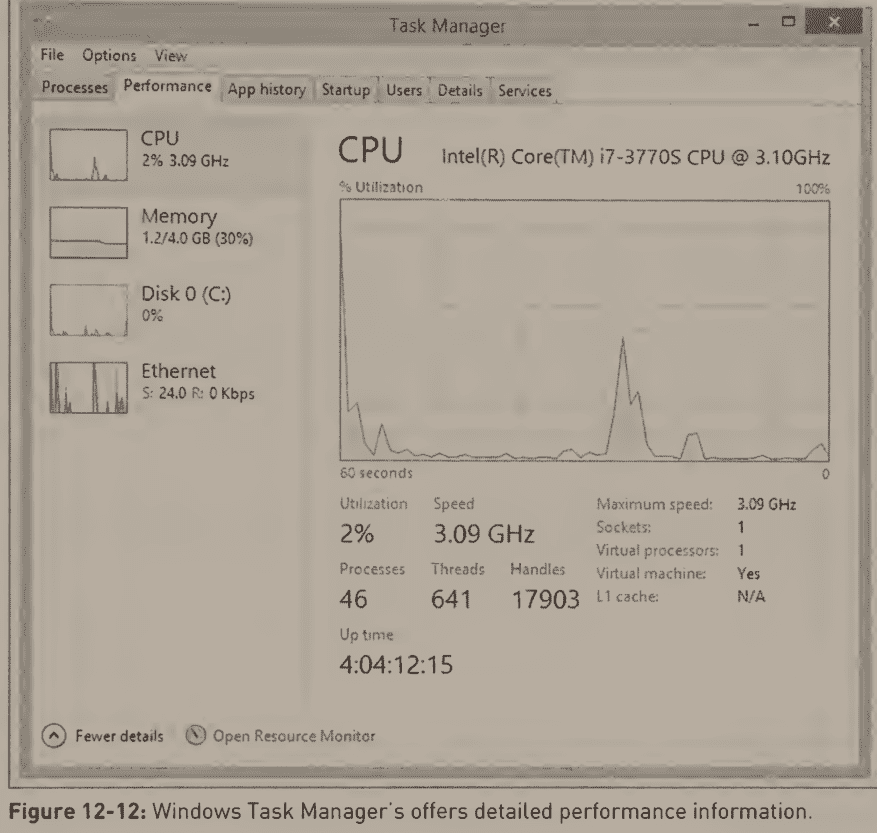 Task Manager
File Options View
Processes Performance App history Startup Users Details Services
CPU
2% 3.09 GHz
Memory
1.2/4.0 GB (30%)
Disk 0 (C:)
0%
Ethernet
S: 24.0 R: 0 Kbps
CPU Intel(R) Core(TM) i7-3770S CPU @ 3.10GHz
% Utilization 100%
60 seconds 0
Utilization Speed
2% 3.09 GHz
Processes Threads Handles
46 641 17903
Up time
4:04:12:15
Maximum speed: 3.09 GHz
Sockets: 1
Virtual processors: 1
Virtual machine: Yes
L1 cache: N/A
Fewer details Open Resource Monitor
Figure 12-12: Windows Task Manager's offers detailed performance information.